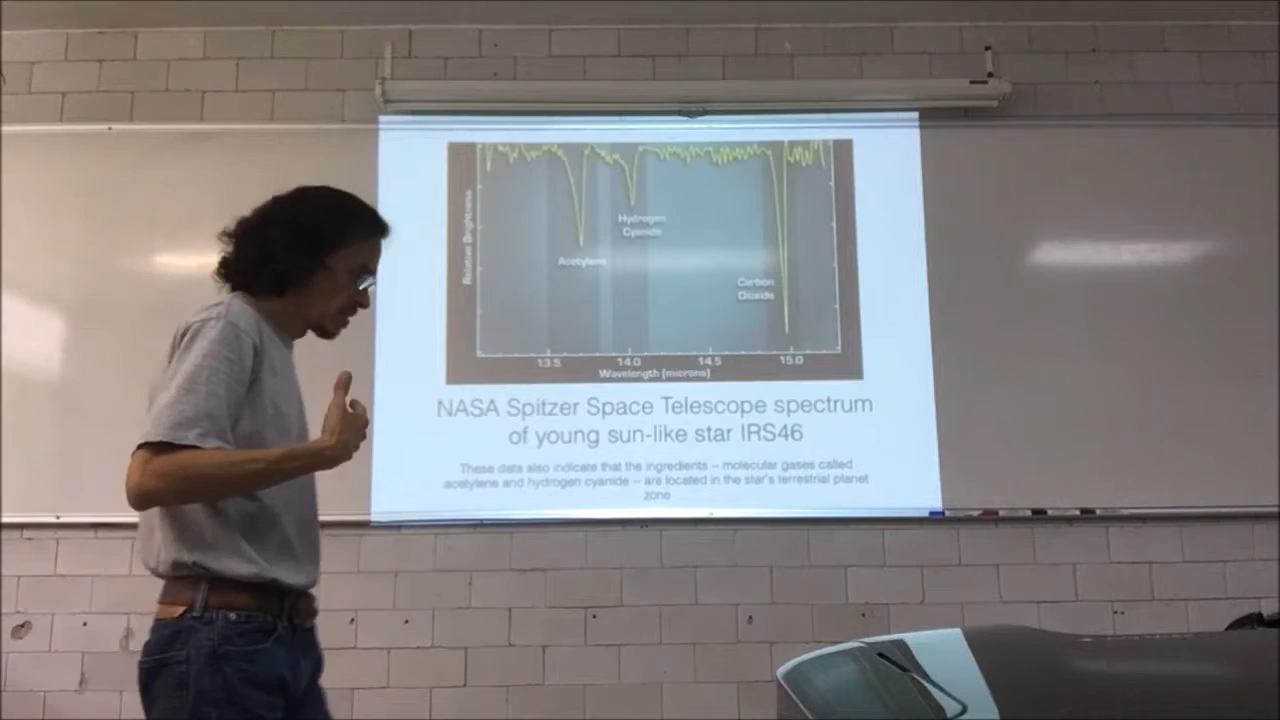 Relative Brightness
Hydrogen
Cyanide
Acetylene
Carbon
Dioxide
13.5 14.0 14.5 15.0
Wavelength (microns)
NASA Spitzer Space Telescope spectrum
of young sun-like star IRS46
These data also indicate that the ingredients -- molecular gases called
acetylene and hydrogen cyanide -- are located in the star's terrestrial planet
zone